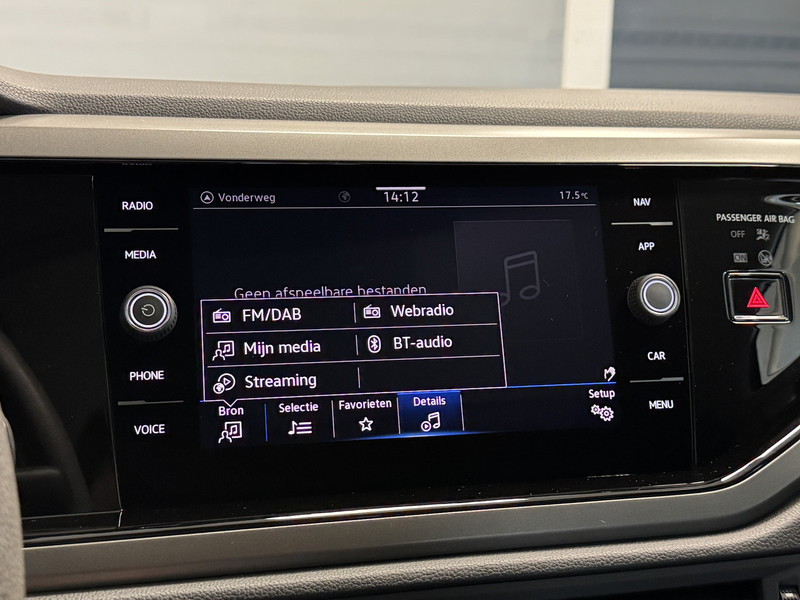 RADIO
MEDIA
PHONE
VOICE
Vonderweg
14:12
17.5°C
Geen afspeelbare bestanden
FM/DAB
Webradio
Mijn media
BT-audio
Streaming
Bron
Selectie
Favorieten
Details
Setup
NAV
APP
CAR
MENU
PASSENGER AIR BAG
OFF
ON